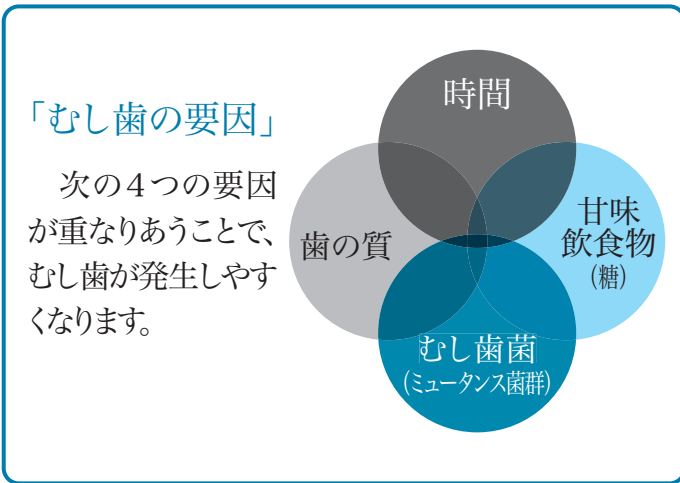 「むし歯の要因」
　次の４つの要因
が重なりあうことで、
むし歯が発生しやす
くなります。
時間
歯の質
甘味
飲食物
(糖)
むし歯菌
(ミュータンス菌群)